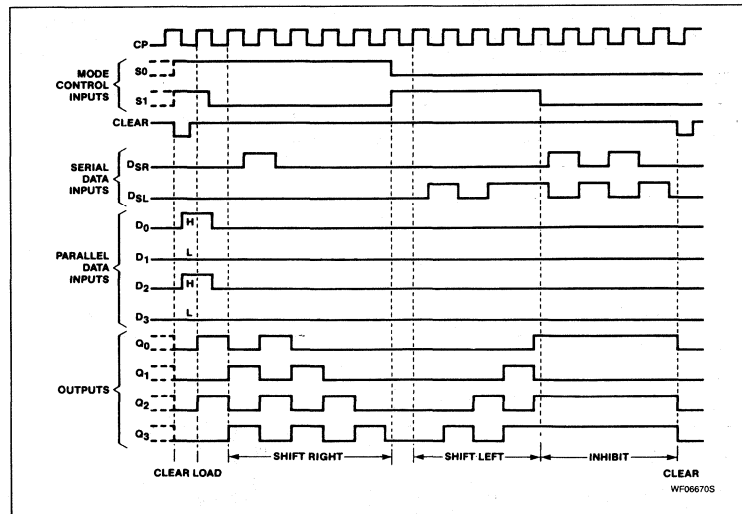 CP
MODE
CONTROL
INPUTS
S0
S1
CLEAR
SERIAL
DATA
INPUTS
DSR
DSL
PARALLEL
DATA
INPUTS
D0
H
D1
L
D2
H
D3
L
OUTPUTS
Q0
Q1
Q2
Q3
SHIFT RIGHT
SHIFT LEFT
INHIBIT
CLEAR LOAD
CLEAR
WF06670S